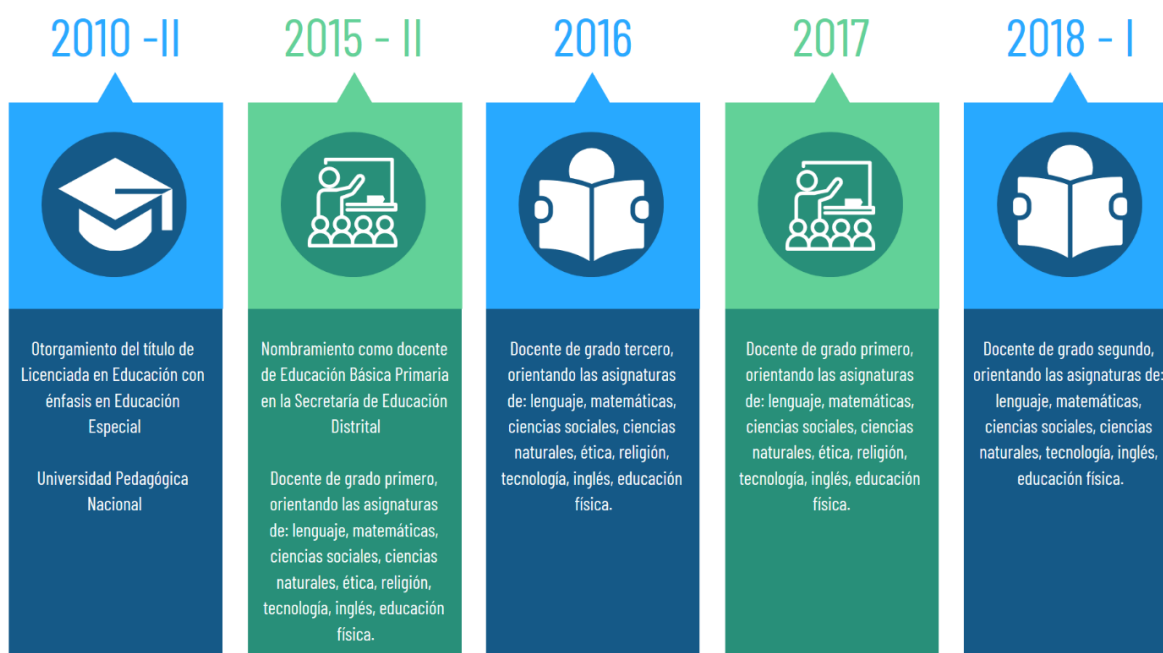 2010 -II
Otorgamiento del título de
Licenciada en Educación con
énfasis en Educación
Especial
Universidad Pedagógica
Nacional
2015 - II
Nombramiento como docente
de Educación Básica Primaria
en la Secretaría de Educación
Distrital
Docente de grado primero,
orientando las asignaturas
de: lenguaje, matemáticas,
ciencias sociales, ciencias
naturales, ética, religión,
tecnología, inglés, educación
física.
2016
Docente de grado tercero,
orientando las asignaturas
de: lenguaje, matemáticas,
ciencias sociales, ciencias
naturales, ética, religión,
tecnología, inglés, educación
física.
2017
Docente de grado primero,
orientando las asignaturas
de: lenguaje, matemáticas,
ciencias sociales, ciencias
naturales, ética, religión,
tecnología, inglés, educación
física.
2018 - I
Docente de grado segundo,
orientando las asignaturas de:
lenguaje, matemáticas,
ciencias sociales, ciencias
naturales, tecnología, inglés,
educación física.